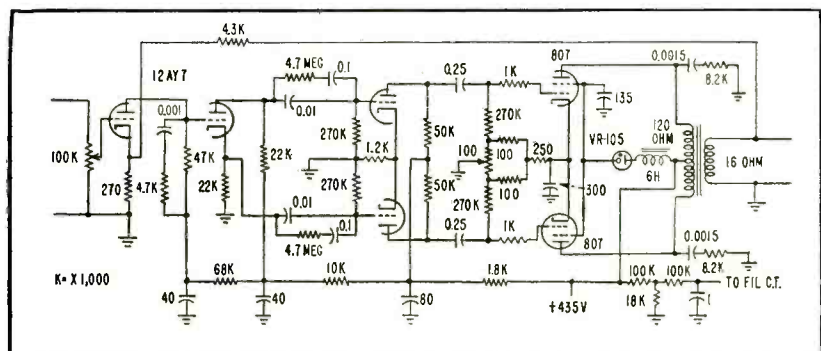 4.3K
12AY7
4.7 MEG
0.1
0.25
1K
807
0.0015
8.2K
0.001
0.01
135
270K
50K
270K
120 OHM
VR-105
100K
47K
22K
1.2K
100
100
250
16 OHM
6H
270
4.7K
22K
270K
50K
100
300
0.01
0.1
270K
4.7MEG
0.25
1K
807
0.0015
8.2K
K= X 1,000
68K
10K
1.8K
100K
100K
TO FIL C.T.
40
40
80
+435V
18K
1